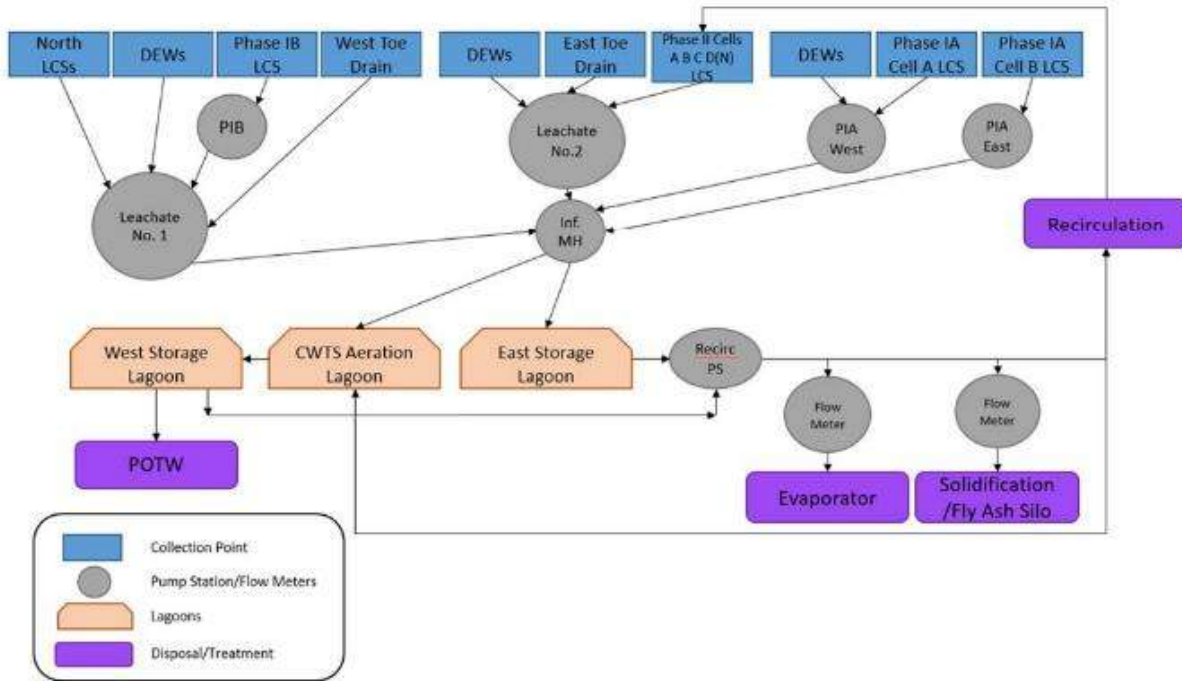 North
LCSs
DEWs
Phase IB
LCS
West Toe
Drain
DEWs
East Toe
Drain
Phase II Cells
A B C D(N)
LCS
DEWs
Phase IA
Cell A LCS
Phase IA
Cell B LCS
PIB
Leachate
No. 1
Leachate
No.2
PIA
West
PIA
East
Inf.
MH
Recirculation
West Storage
Lagoon
CWTS Aeration
Lagoon
East Storage
Lagoon
Recirc
PS
Flow
Meter
Flow
Meter
POTW
Evaporator
Solidification
/Fly Ash Silo
Collection Point
Pump Station/Flow Meters
Lagoons
Disposal/Treatment